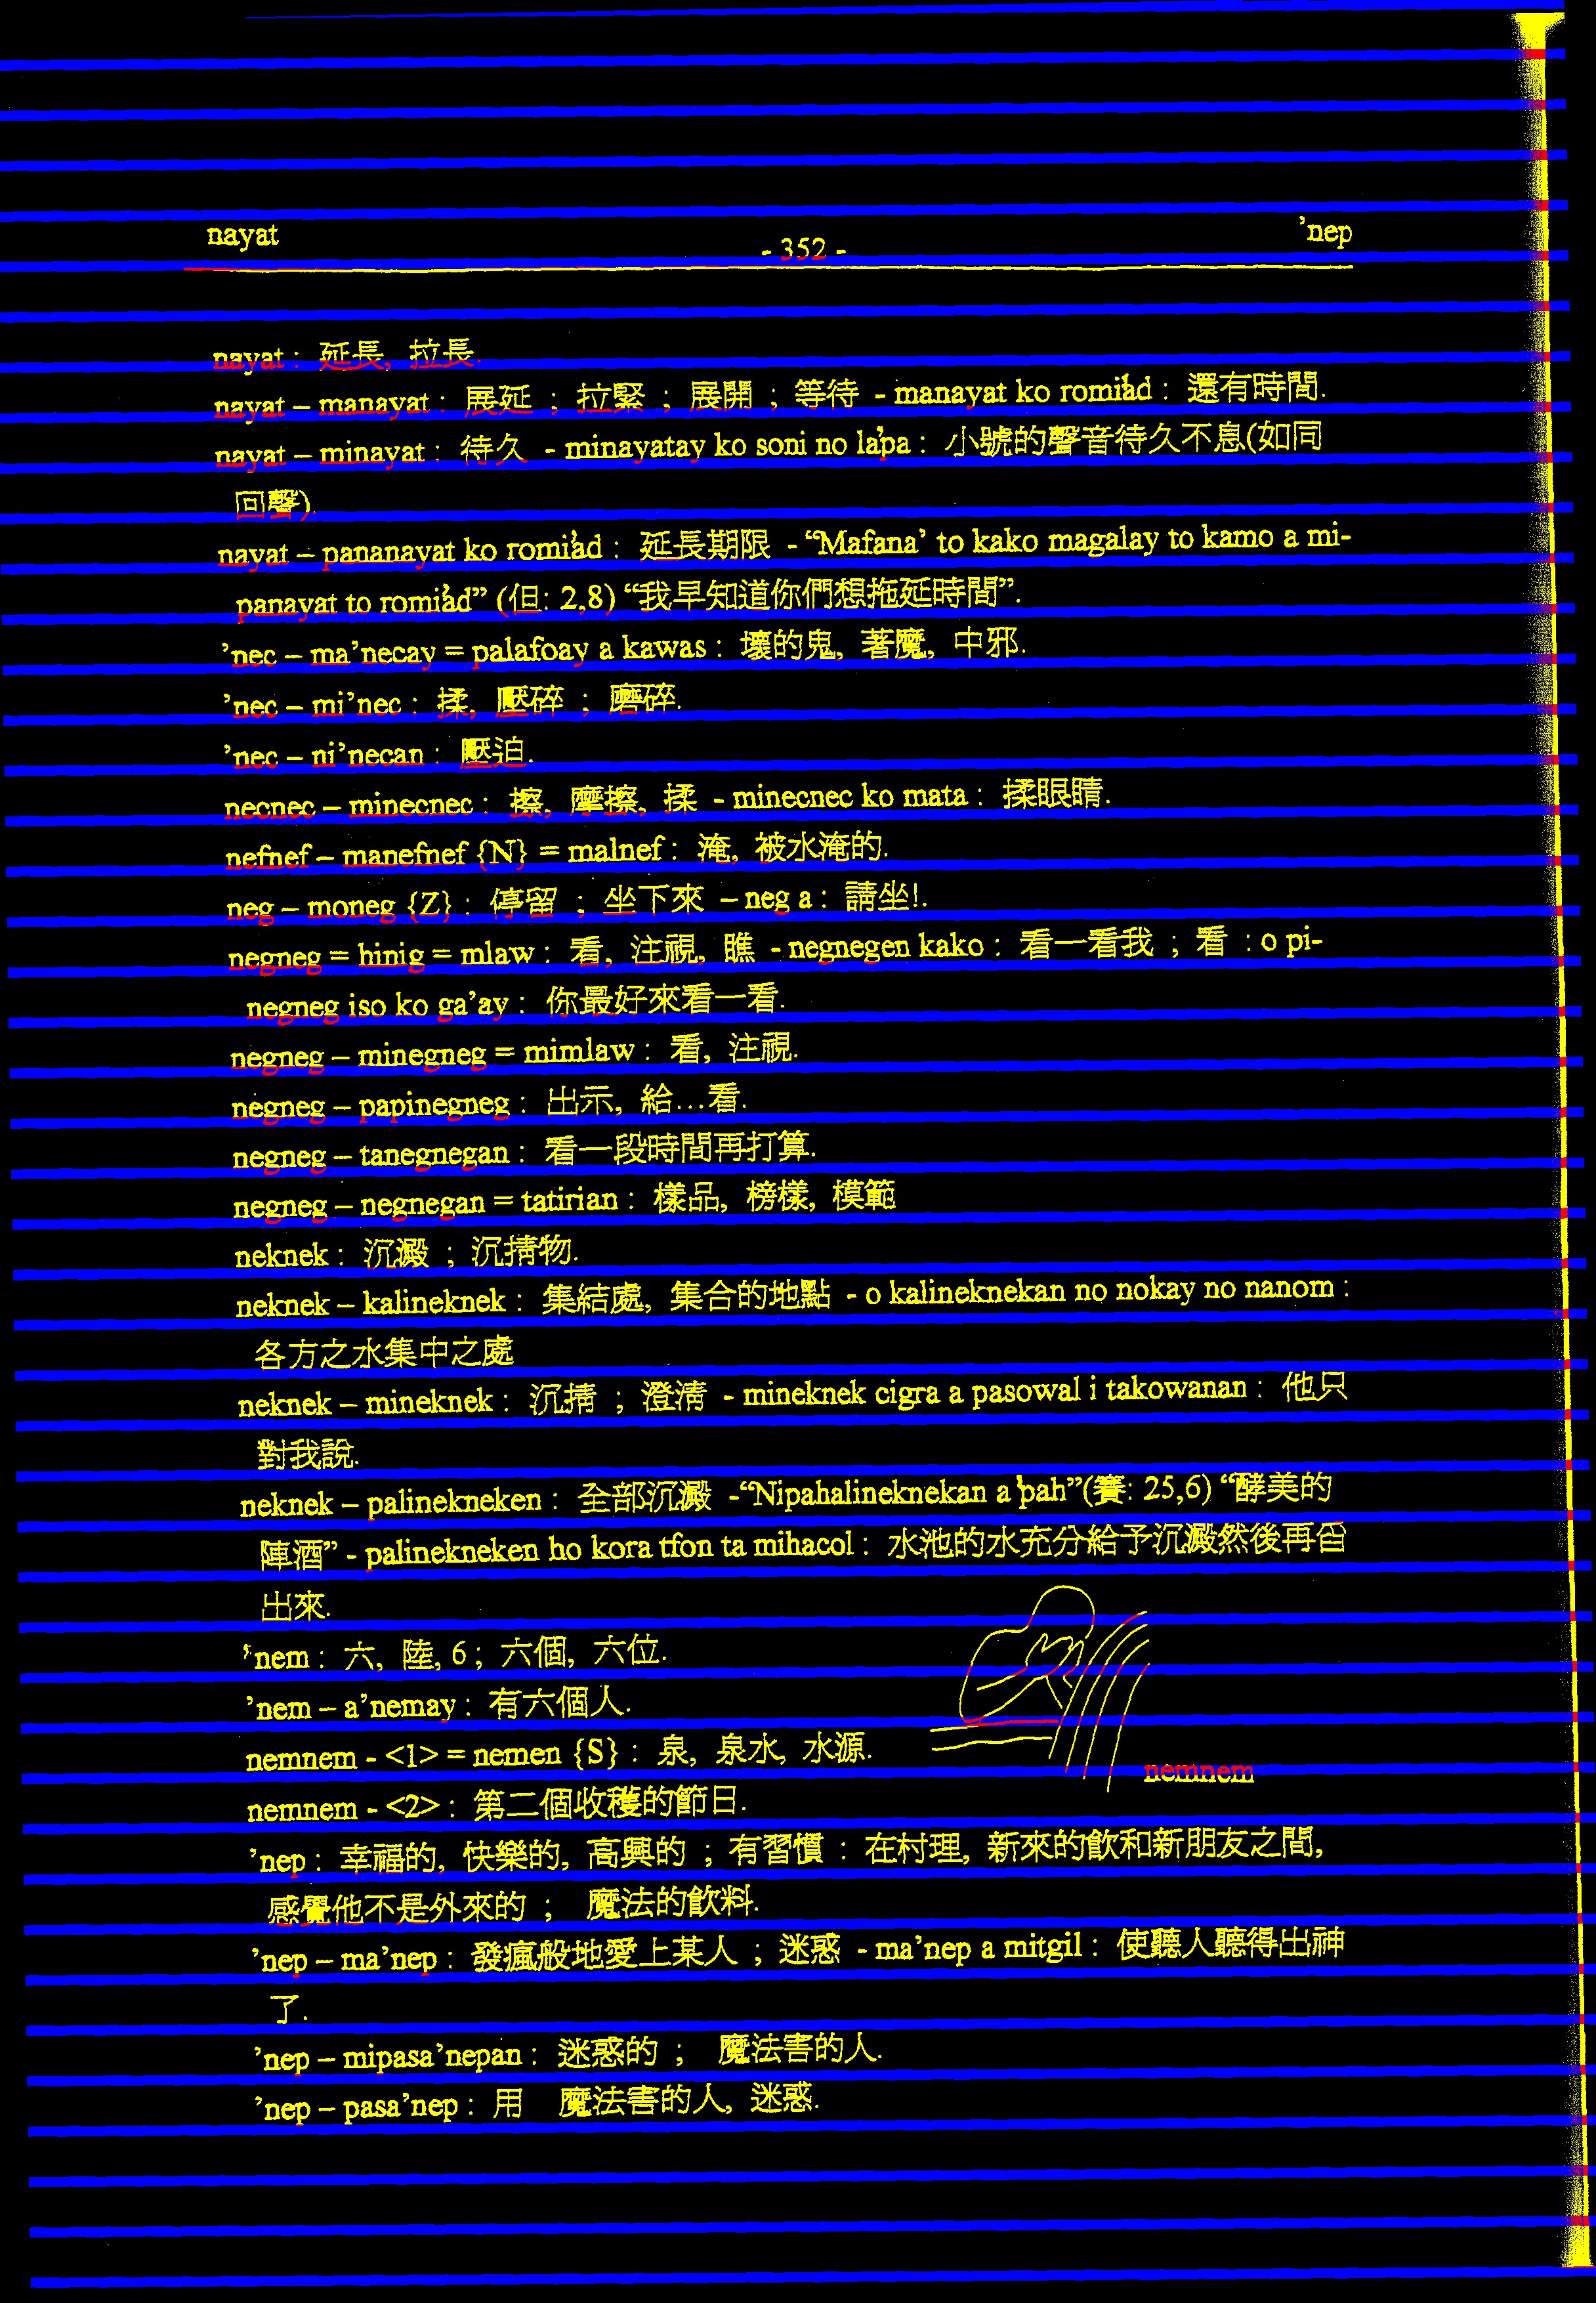 nayat
- 352 -
’nep
nayat : 延長, 拉長.
nayat – manayat : 展延 ; 拉緊 ; 展開 ; 等待 - manayat ko romi’ad : 還有時間.
nayat – minayat : 待久 - minayatay ko soni no la’pa : 小號的聲音待久不息(如同
回聲).
nayat – pananayat ko romi’ad : 延長期限 - “Mafana’ to kako magalay to kamo a mi-
panayat to romi’ad” (但: 2,8) “我早知道你們想拖延時間”.
’nec – ma’necay = palafoay a kawas : 壞的鬼, 著魔, 中邪.
’nec – mi’nec : 揉, 壓碎 ; 磨碎.
’nec – ni’necan : 壓迫.
necnec – minecnec : 擦, 摩擦, 揉 - minecnec ko mata : 揉眼睛.
nefnef – manefnef {N} = malnef : 淹, 被水淹的.
neg – moneg {Z} : 停留 ; 坐下來 – neg a : 請坐!.
negneg = hinig = mlaw : 看, 注視, 瞧 - negnegen kako : 看一看我 ; 看 : o pi-
negneg iso ko ga’ay : 你最好來看一看.
negneg – minegneg = mimlaw : 看, 注視.
negneg – papinegneg : 出示, 給…看.
negneg – tanegnegan : 看一段時間再打算.
negneg – negnegan = tatirian : 樣品, 榜樣, 模範
neknek : 沉澱 ; 沉掅物.
neknek – kalineknek : 集結處, 集合的地點 - o kalineknekan no nokay no nanom :
各方之水集中之處
neknek – mineknek : 沉掅 ; 澄清 - mineknek cigra a pasowal i takowanan : 他只
對我說.
neknek – palinekneken : 全部沉澱 -“Nipahalineknekan a ’pah”(賽: 25,6) “酵美的
陣酒” - palinekneken ho kora tfon ta mihacol : 水池的水充分給予沉澱然後再舀
出來.
’nem : 六, 陸, 6 ; 六個, 六位.
’nem – a’nemay : 有六個人.
nemnem - <1> = nemen {S} : 泉, 泉水, 水源.
nemnem
nemnem - <2> : 第二個收穫的節日.
’nep : 幸福的, 快樂的, 高興的 ; 有習慣 : 在村理, 新來的飲和新朋友之間,
感覺他不是外來的 ; 魔法的飲料.
’nep – ma’nep : 發瘋般地愛上某人 ; 迷惑 - ma’nep a mitgil : 使聽人聽得出神
了.
’nep – mipasa’nepan : 迷惑的 ; 魔法害的人.
’nep – pasa’nep : 用 魔法害的人, 迷惑.